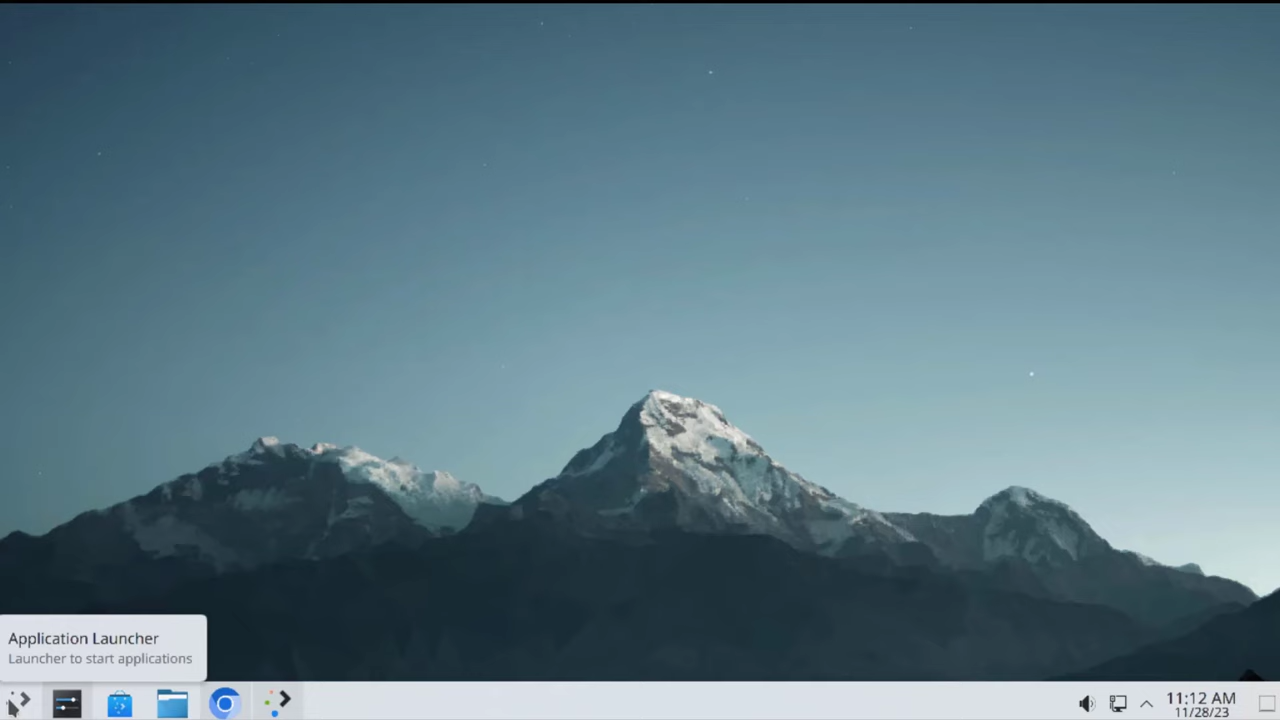 Application Launcher
Launcher to start applications
11:12 AM
11/28/23